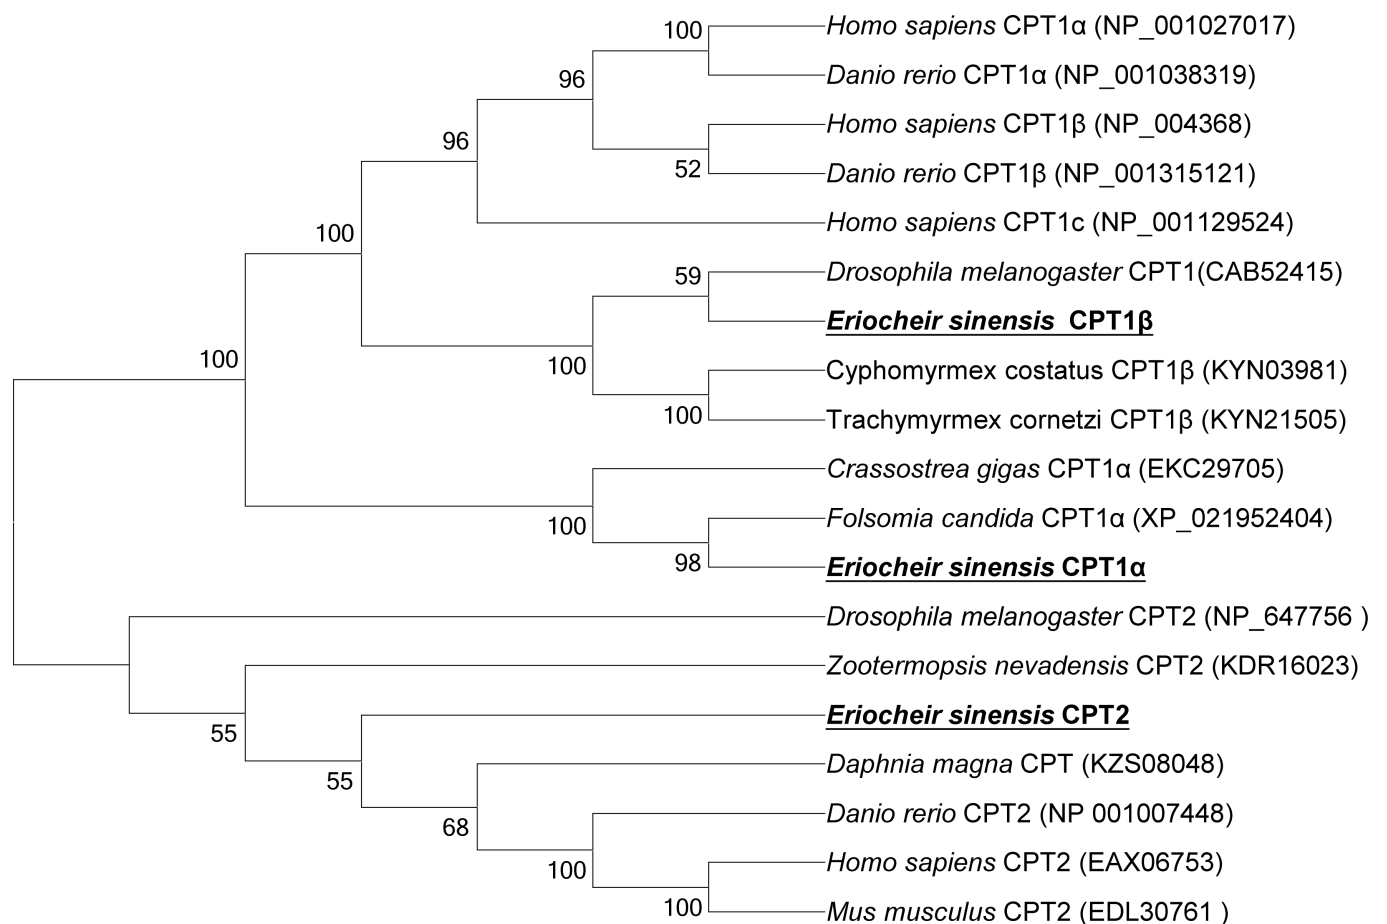 100
Homo sapiens CPT1α (NP_001027017)
96
Danio rerio CPT1α (NP_001038319)
96
Homo sapiens CPT1β (NP_004368)
52
Danio rerio CPT1β (NP_001315121)
100
Homo sapiens CPT1c (NP_001129524)
59
Drosophila melanogaster CPT1(CAB52415)
Eriocheir sinensis  CPT1β
100
100
Cyphomyrmex costatus CPT1β (KYN03981)
100
Trachymyrmex cornetzi CPT1β (KYN21505)
Crassostrea gigas CPT1α (EKC29705)
100
Folsomia candida CPT1α (XP_021952404)
98
Eriocheir sinensis CPT1α
Drosophila melanogaster CPT2 (NP_647756 )
Zootermopsis nevadensis CPT2 (KDR16023)
55
Eriocheir sinensis CPT2
55
Daphnia magna CPT (KZS08048)
68
Danio rerio CPT2 (NP 001007448)
100
Homo sapiens CPT2 (EAX06753)
100
Mus musculus CPT2 (EDL30761 )